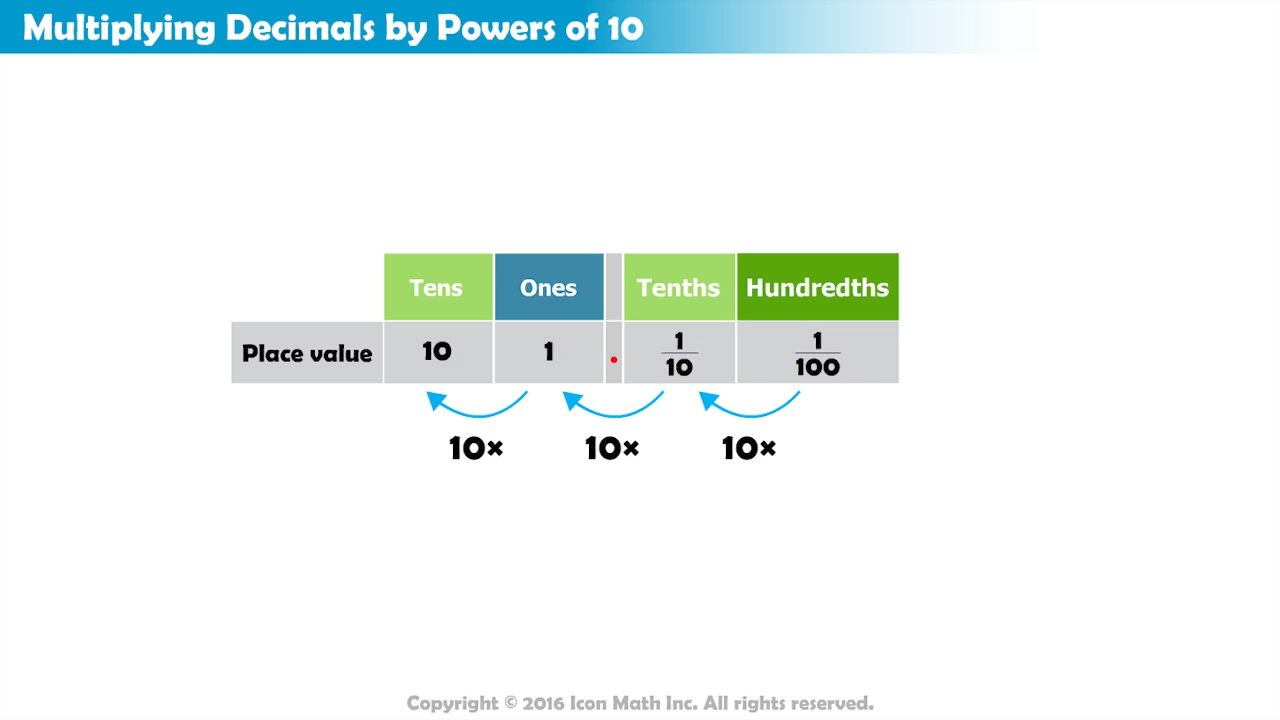 Multiplying Decimals by Powers of 10
Tens Ones Tenths Hundredths
Place value 10 1 . 1/10 1/100
10× 10× 10×
Copyright © 2016 Icon Math Inc. All rights reserved.